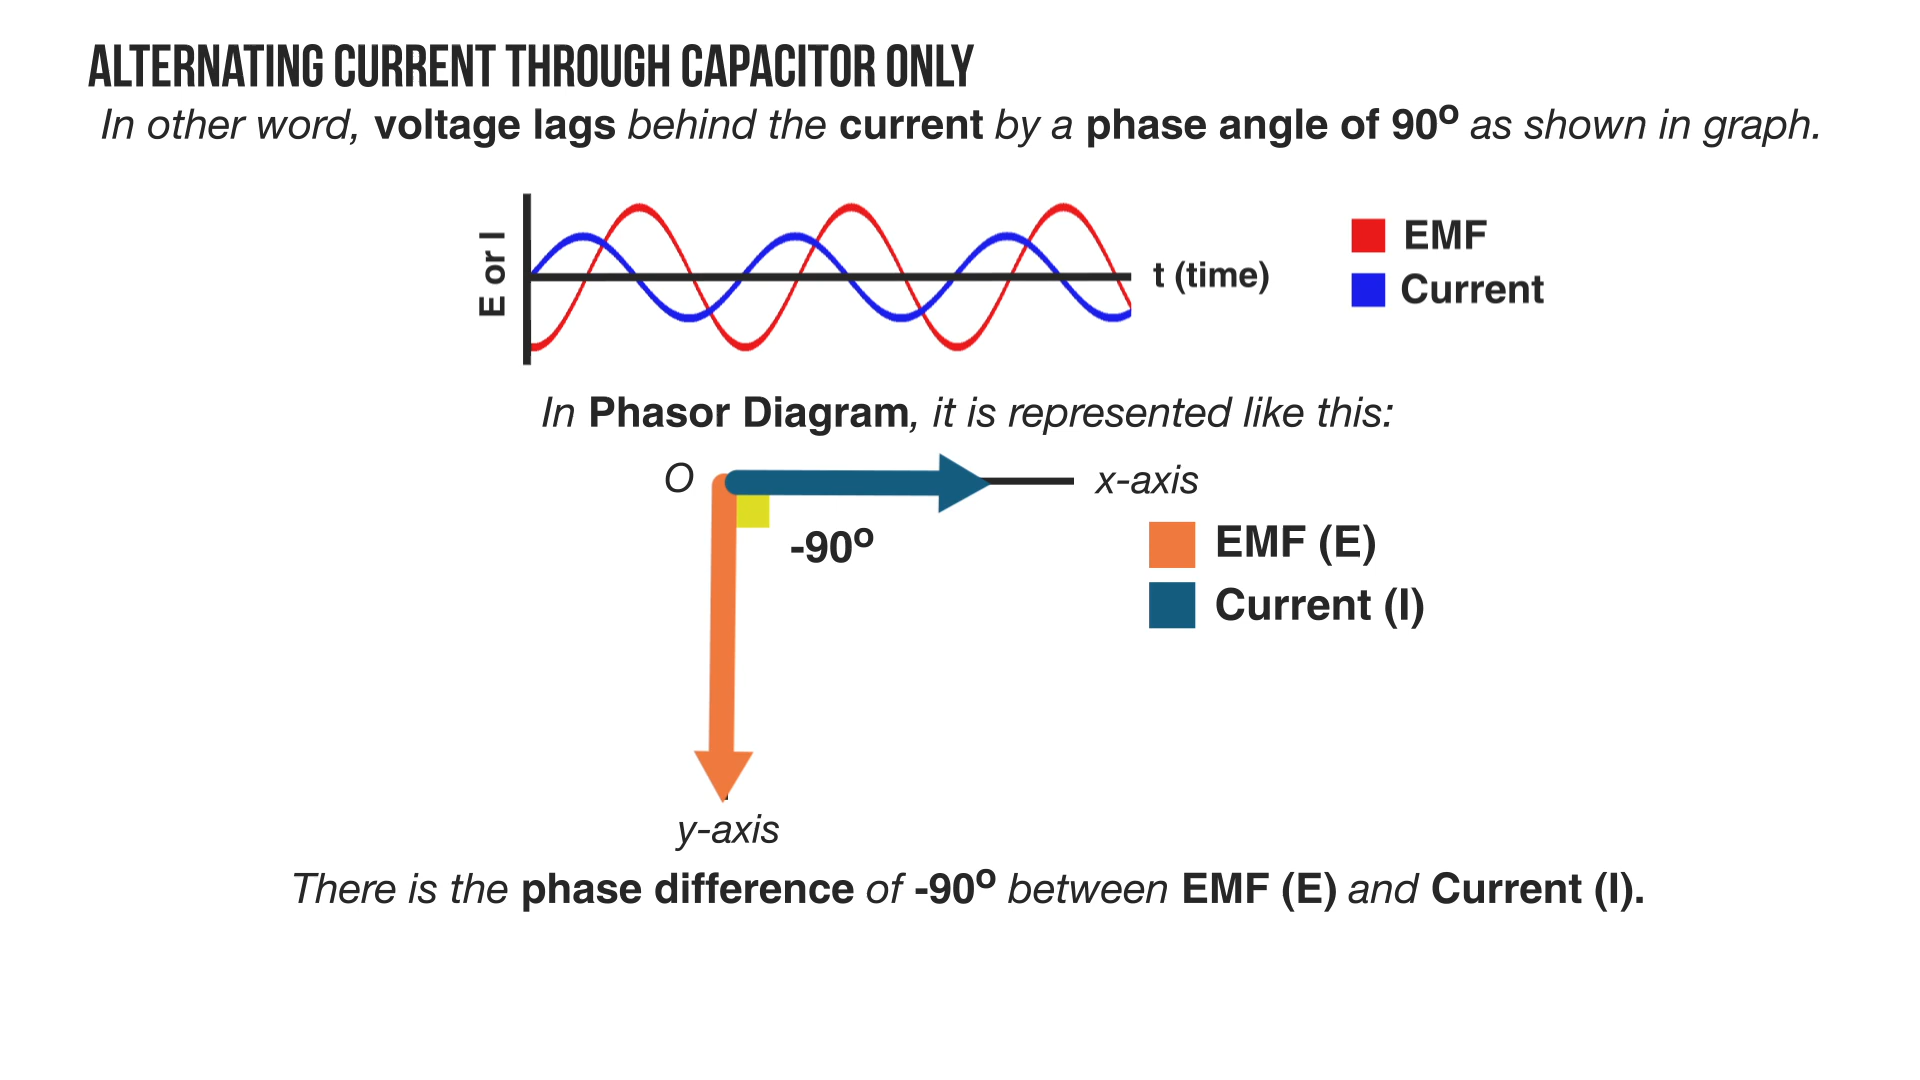 ALTERNATING CURRENT THROUGH CAPACITOR ONLY
In other word, voltage lags behind the current by a phase angle of 90º as shown in graph.
E or I
t (time)
EMF
Current
In Phasor Diagram, it is represented like this:
O
x-axis
-90º
EMF (E)
Current (I)
y-axis
There is the phase difference of -90º between EMF (E) and Current (I).